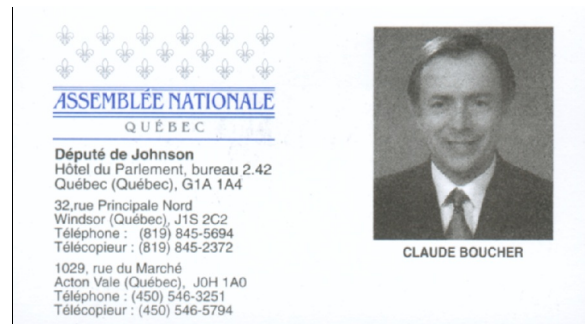 ASSEMBLÉE NATIONALE
QUÉBEC
Député de Johnson
Hôtel du Parlement, bureau 2.42
Québec (Québec), G1A 1A4
32,rue Principale Nord
Windsor (Québec), J1S 2C2
Téléphone : (819) 845-5694
Télécopieur : (819) 845-2372
1029, rue du Marché
Acton Vale (Québec), J0H 1A0
Téléphone : (450) 546-3251
Télécopieur : (450) 546-5794
CLAUDE BOUCHER